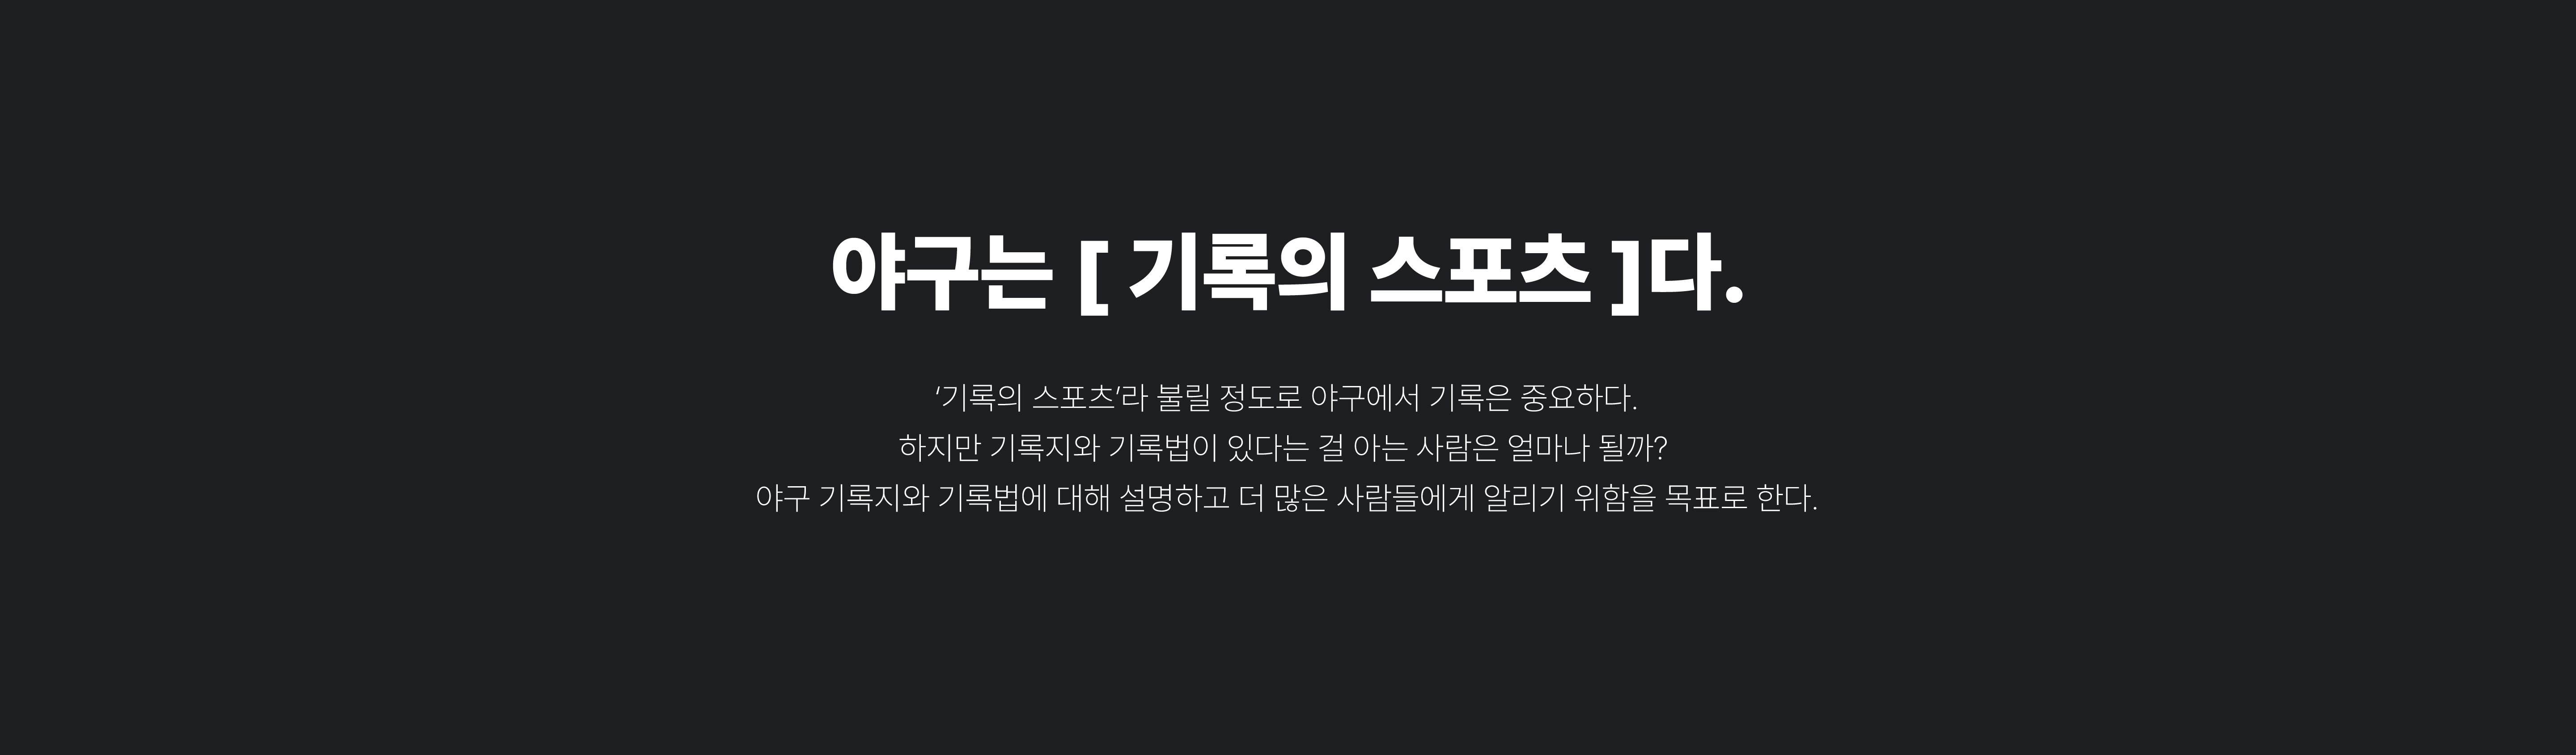 야구는 [ 기록의 스포츠 ]다.
‘기록의 스포츠’라 불릴 정도로 야구에서 기록은 중요하다.
하지만 기록지와 기록법이 있다는 걸 아는 사람은 얼마나 될까?
야구 기록지와 기록법에 대해 설명하고 더 많은 사람들에게 알리기 위함을 목표로 한다.